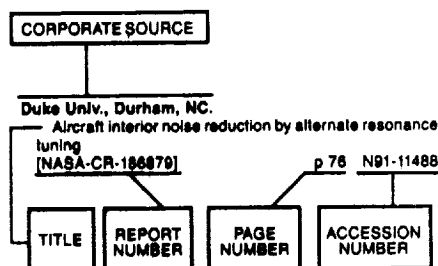 CORPORATE SOURCE
Duke Univ., Durham, NC.
Aircraft interior noise reduction by alternate resonance
tuning
[NASA-CR-186879] p 76 N91-11488
TITLE REPORT NUMBER PAGE NUMBER ACCESSION NUMBER